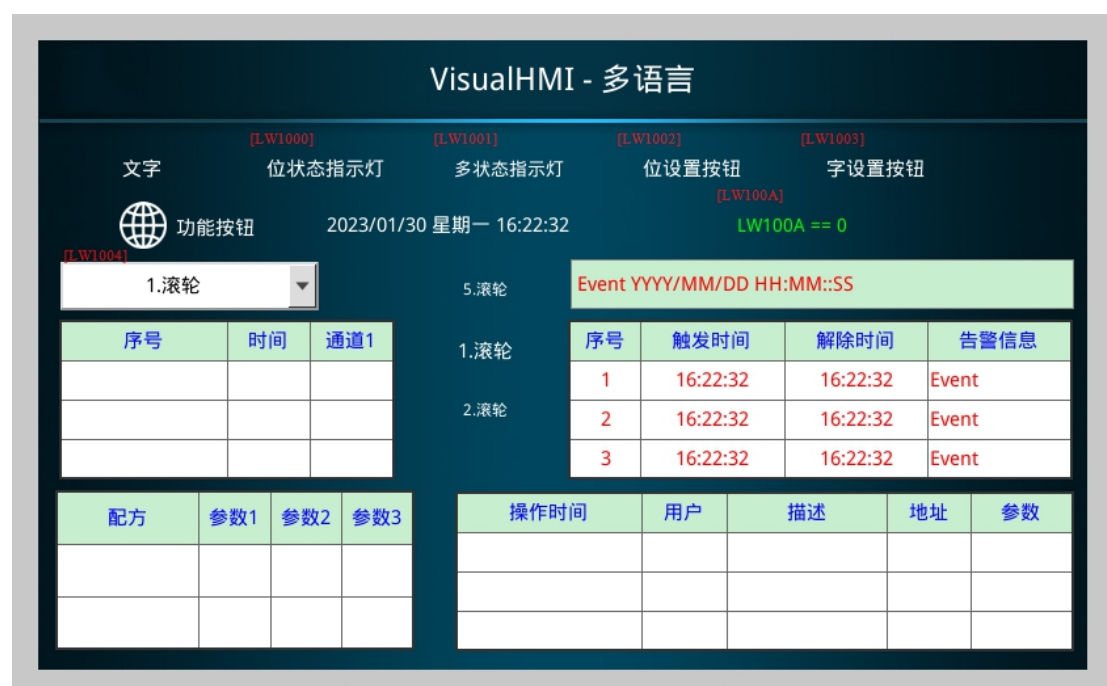 VisualHMI - 多语言
[LW1000] [LW1001] [LW1002] [LW1003]
文字 位状态指示灯 多状态指示灯 位设置按钮 字设置按钮
[LW100A]
功能按钮 2023/01/30 星期一 16:22:32 LW100A == 0
[LW1004]
1.滚轮 5.滚轮 Event YYYY/MM/DD HH:MM::SS
序号 时间 通道1 1.滚轮 序号 触发时间 解除时间 告警信息
1 16:22:32 16:22:32 Event
2.滚轮 2 16:22:32 16:22:32 Event
3 16:22:32 16:22:32 Event
配方 参数1 参数2 参数3 操作时间 用户 描述 地址 参数